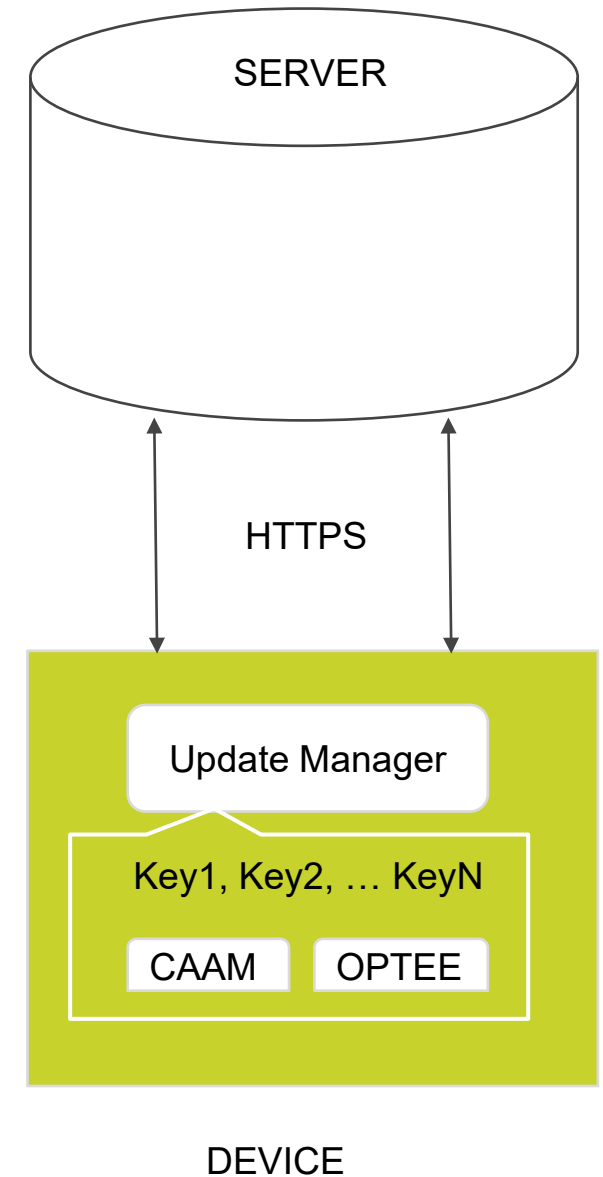 SERVER
HTTPS
Update Manager
Key1, Key2, … KeyN
CAAM OPTEE
DEVICE